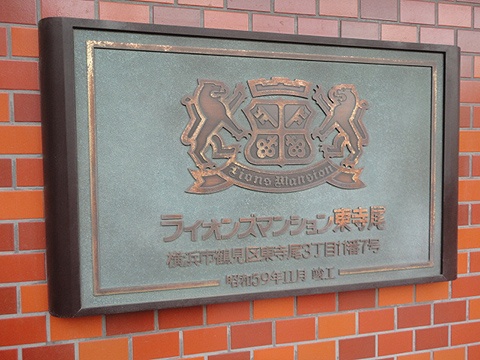 Lions Mansion
ライオンズマンション東寺尾
横浜市鶴見区東寺尾3丁目11番7号
昭和59年11月 竣工